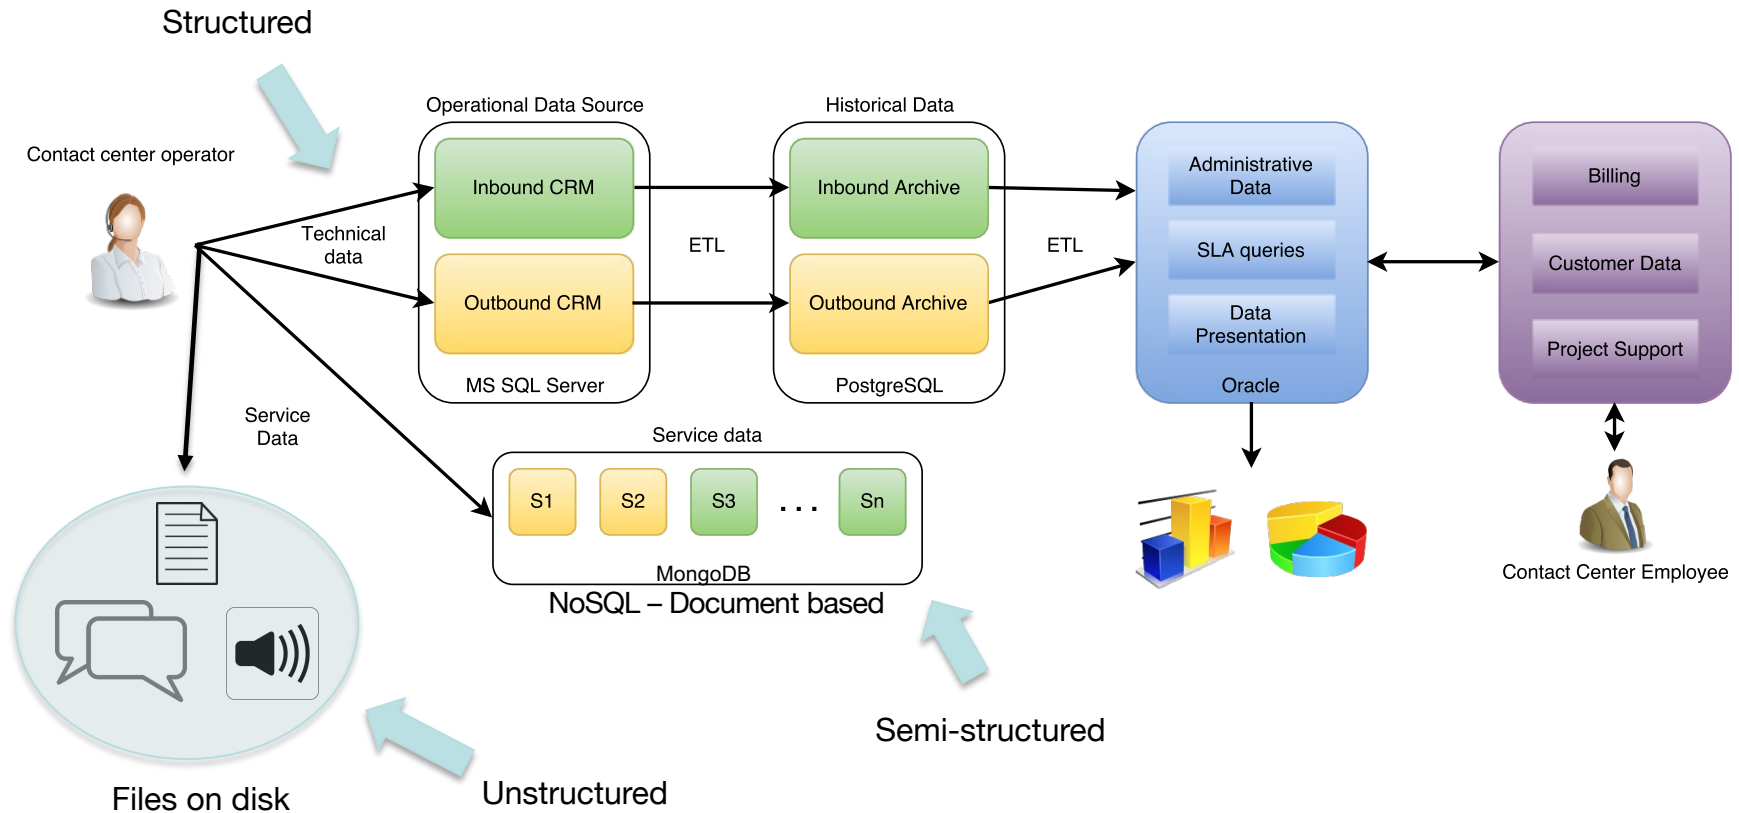 Structured
Operational Data Source
Historical Data
Contact center operator
Inbound CRM
Inbound Archive
Administrative
Data
Billing
Technical
data
ETL
ETL
SLA queries
Customer Data
Outbound CRM
Outbound Archive
Data
Presentation
Project Support
MS SQL Server
PostgreSQL
Oracle
Service
Data
Service data
S1
S2
S3
. . .
Sn
MongoDB
NoSQL – Document based
Contact Center Employee
Semi-structured
Unstructured
Files on disk